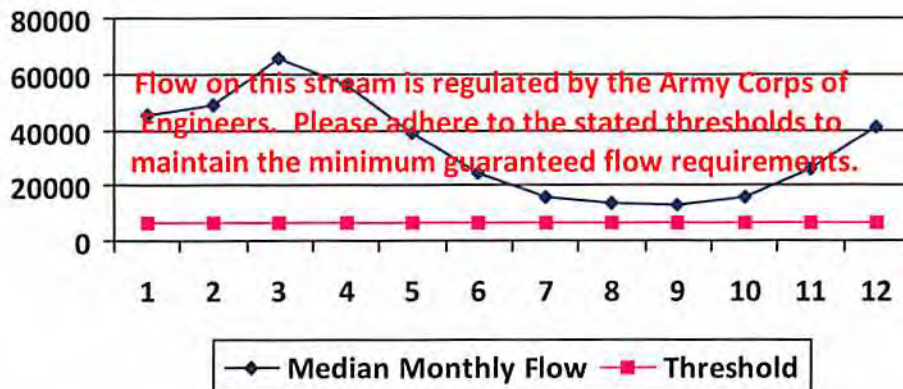 80000
60000
40000
20000
0
Flow on this stream is regulated by the Army Corps of
Engineers. Please adhere to the stated thresholds to
maintain the minimum guaranteed flow requirements.
1 2 3 4 5 6 7 8 9 10 11 12
Median Monthly Flow Threshold